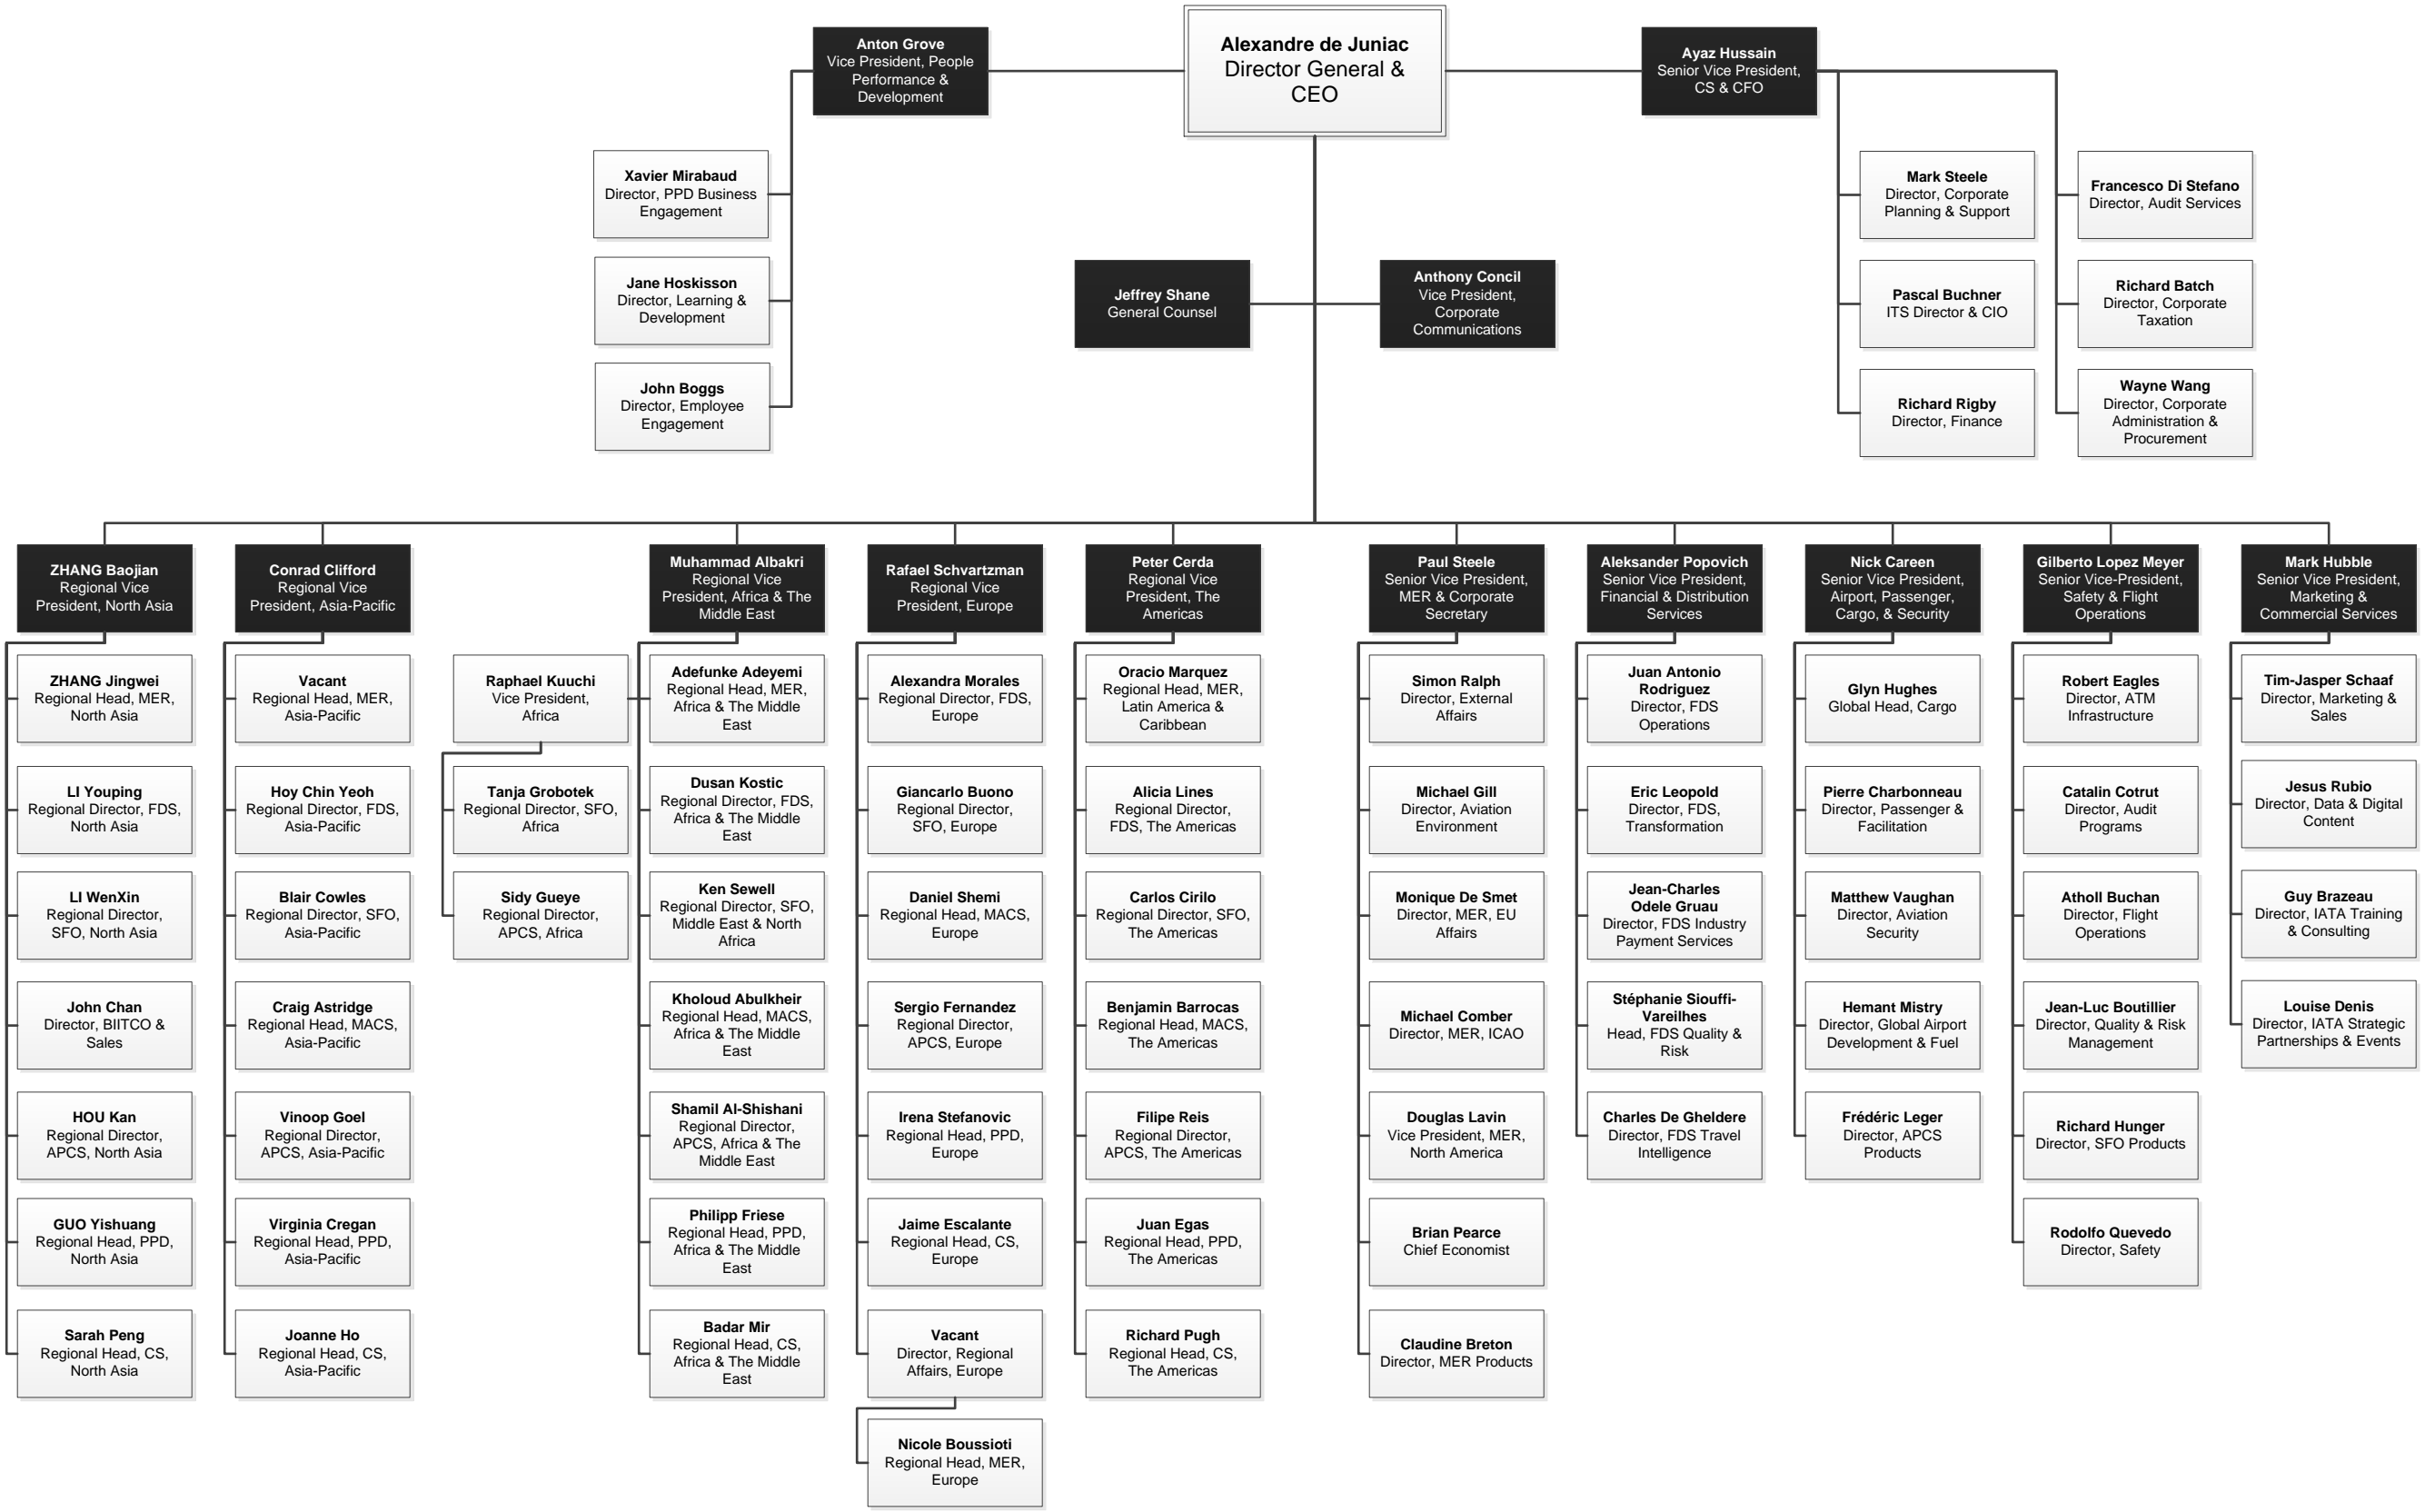 Alexandre de Juniac
Director General &
CEO
Anton Grove
Vice President, People
Performance &
Development
Xavier Mirabaud
Director, PPD Business
Engagement
Jane Hoskisson
Director, Learning &
Development
John Boggs
Director, Employee
Engagement
Ayaz Hussain
Senior Vice President,
CS & CFO
Mark Steele
Director, Corporate
Planning & Support
Pascal Buchner
ITS Director & CIO
Richard Rigby
Director, Finance
Francesco Di Stefano
Director, Audit Services
Richard Batch
Director, Corporate
Taxation
Wayne Wang
Director, Corporate
Administration &
Procurement
Jeffrey Shane
General Counsel
Anthony Concil
Vice President,
Corporate
Communications
ZHANG Baojian
Regional Vice
President, North Asia
ZHANG Jingwei
Regional Head, MER,
North Asia
LI Youping
Regional Director, FDS,
North Asia
LI WenXin
Regional Director,
SFO, North Asia
John Chan
Director, BIITCO &
Sales
HOU Kan
Regional Director,
APCS, North Asia
GUO Yishuang
Regional Head, PPD,
North Asia
Sarah Peng
Regional Head, CS,
North Asia
Conrad Clifford
Regional Vice
President, Asia-Pacific
Vacant
Regional Head, MER,
Asia-Pacific
Hoy Chin Yeoh
Regional Director, FDS,
Asia-Pacific
Blair Cowles
Regional Director, SFO,
Asia-Pacific
Craig Astridge
Regional Head, MACS,
Asia-Pacific
Vinoop Goel
Regional Director,
APCS, Asia-Pacific
Virginia Cregan
Regional Head, PPD,
Asia-Pacific
Joanne Ho
Regional Head, CS,
Asia-Pacific
Muhammad Albakri
Regional Vice
President, Africa & The
Middle East
Raphael Kuuchi
Vice President,
Africa
Tanja Grobotek
Regional Director, SFO,
Africa
Sidy Gueye
Regional Director,
APCS, Africa
Adefunke Adeyemi
Regional Head, MER,
Africa & The Middle
East
Dusan Kostic
Regional Director, FDS,
Africa & The Middle
East
Ken Sewell
Regional Director, SFO,
Middle East & North
Africa
Kholoud Abulkheir
Regional Head, MACS,
Africa & The Middle
East
Shamil Al-Shishani
Regional Director,
APCS, Africa & The
Middle East
Philipp Friese
Regional Head, PPD,
Africa & The Middle
East
Badar Mir
Regional Head, CS,
Africa & The Middle
East
Rafael Schvartzman
Regional Vice
President, Europe
Alexandra Morales
Regional Director, FDS,
Europe
Giancarlo Buono
Regional Director,
SFO, Europe
Daniel Shemi
Regional Head, MACS,
Europe
Sergio Fernandez
Regional Director,
APCS, Europe
Irena Stefanovic
Regional Head, PPD,
Europe
Jaime Escalante
Regional Head, CS,
Europe
Vacant
Director, Regional
Affairs, Europe
Nicole Boussioti
Regional Head, MER,
Europe
Peter Cerda
Regional Vice
President, The
Americas
Oracio Marquez
Regional Head, MER,
Latin America &
Caribbean
Alicia Lines
Regional Director,
FDS, The Americas
Carlos Cirilo
Regional Director, SFO,
The Americas
Benjamin Barrocas
Regional Head, MACS,
The Americas
Filipe Reis
Regional Director,
APCS, The Americas
Juan Egas
Regional Head, PPD,
The Americas
Richard Pugh
Regional Head, CS,
The Americas
Paul Steele
Senior Vice President,
MER & Corporate
Secretary
Simon Ralph
Director, External
Affairs
Michael Gill
Director, Aviation
Environment
Monique De Smet
Director, MER, EU
Affairs
Michael Comber
Director, MER, ICAO
Douglas Lavin
Vice President, MER,
North America
Brian Pearce
Chief Economist
Claudine Breton
Director, MER Products
Aleksander Popovich
Senior Vice President,
Financial & Distribution
Services
Juan Antonio
Rodriguez
Director, FDS
Operations
Eric Leopold
Director, FDS,
Transformation
Jean-Charles
Odele Gruau
Director, FDS Industry
Payment Services
Stéphanie Siouffi-
Vareilhes
Head, FDS Quality &
Risk
Charles De Gheldere
Director, FDS Travel
Intelligence
Nick Careen
Senior Vice President,
Airport, Passenger,
Cargo, & Security
Glyn Hughes
Global Head, Cargo
Pierre Charbonneau
Director, Passenger &
Facilitation
Matthew Vaughan
Director, Aviation
Security
Hemant Mistry
Director, Global Airport
Development & Fuel
Frédéric Leger
Director, APCS
Products
Gilberto Lopez Meyer
Senior Vice-President,
Safety & Flight
Operations
Robert Eagles
Director, ATM
Infrastructure
Catalin Cotrut
Director, Audit
Programs
Atholl Buchan
Director, Flight
Operations
Jean-Luc Boutillier
Director, Quality & Risk
Management
Richard Hunger
Director, SFO Products
Rodolfo Quevedo
Director, Safety
Mark Hubble
Senior Vice President,
Marketing &
Commercial Services
Tim-Jasper Schaaf
Director, Marketing &
Sales
Jesus Rubio
Director, Data & Digital
Content
Guy Brazeau
Director, IATA Training
& Consulting
Louise Denis
Director, IATA Strategic
Partnerships & Events